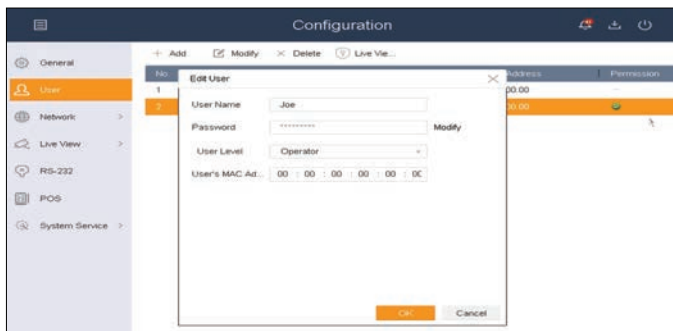 Configuration
General
User
Network
Live View
RS-232
POS
System Service
Add Modify Delete Live Vie...
No. Address Permission
1 00:00 —
2 00:00
Edit User
User Name Joe
Password ********* Modify
User Level Operator
User's MAC Ad... 00 : 00 : 00 : 00 : 00 : 00
OK Cancel